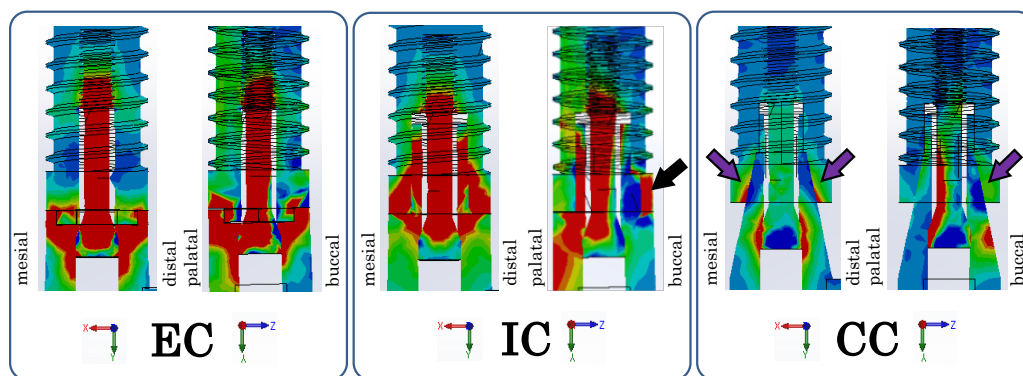 mesial
distal
palatal
buccal
X
Y
Z
Y
EC
mesial
distal
palatal
buccal
X
Y
Z
Y
IC
mesial
distal
palatal
buccal
X
Y
Z
Y
CC